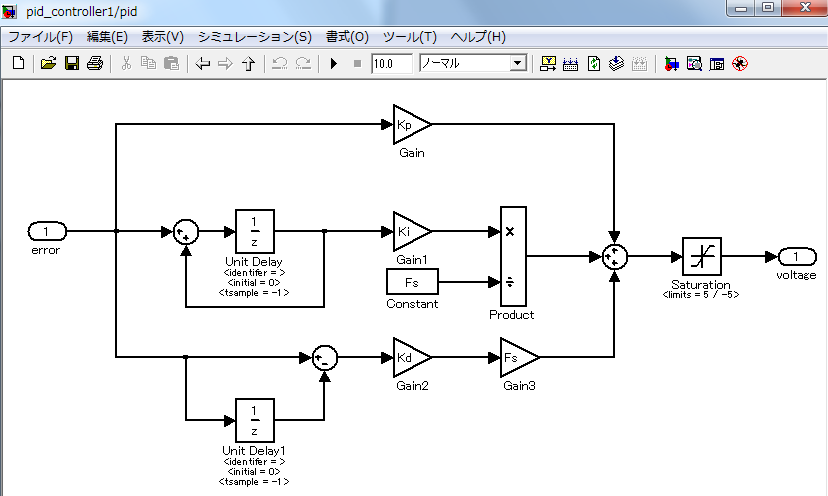 pid_controller1/pid
ファイル(F) 編集(E) 表示(V) シミュレーション(S) 書式(O) ツール(T) ヘルプ(H)
10.0 ノーマル
Kp
Gain
1
error
1
z
Unit Delay
<identifer = >
<initial = 0>
<tsample = -1>
Ki
Gain1
Fs
Constant
×
÷
Product
Saturation
<limits = 5 / -5>
1
voltage
Kd
Gain2
Fs
Gain3
1
z
Unit Delay1
<identifer = >
<initial = 0>
<tsample = -1>